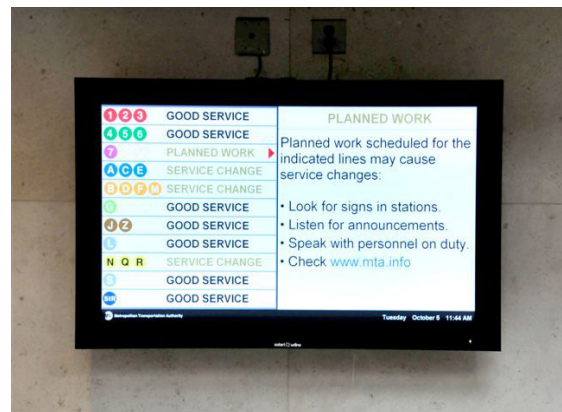 1 2 3 GOOD SERVICE
4 5 6 GOOD SERVICE
7 PLANNED WORK
A C E SERVICE CHANGE
B D F M SERVICE CHANGE
G GOOD SERVICE
J Z GOOD SERVICE
L GOOD SERVICE
N Q R SERVICE CHANGE
S GOOD SERVICE
SIR GOOD SERVICE
PLANNED WORK
Planned work scheduled for the
indicated lines may cause
service changes:
• Look for signs in stations.
• Listen for announcements.
• Speak with personnel on duty.
• Check www.mta.info
Metropolitan Transportation Authority
Tuesday October 6 11:44 AM